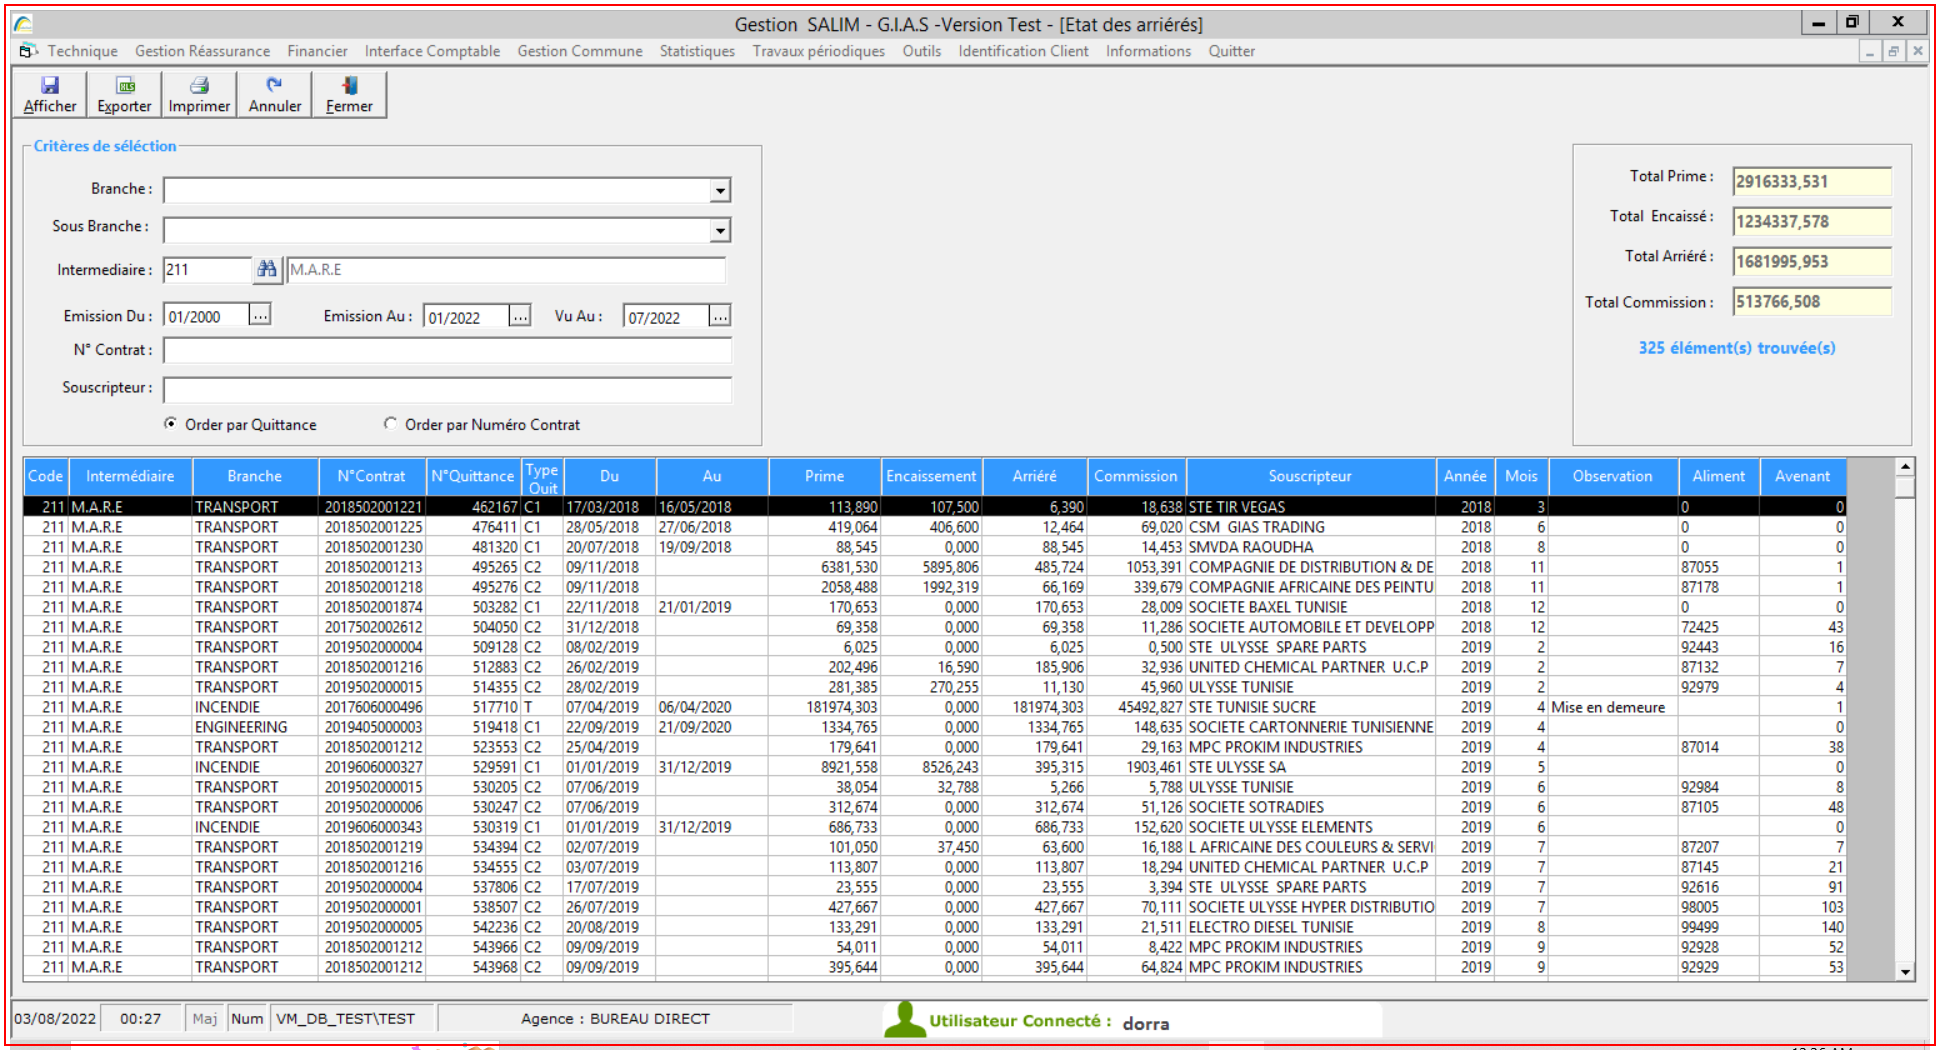 Gestion  SALIM - G.I.A.S -Version Test - [Etat des arriérés]
Technique Gestion Réassurance Financier Interface Comptable Gestion Commune Statistiques Travaux périodiques Outils Identification Client Informations Quitter
Afficher Exporter Imprimer Annuler Fermer
Critères de séléction
Branche :
Sous Branche :
Intermediaire : 211 M.A.R.E
Emission Du : 01/2000 ... Emission Au : 01/2022 ... Vu Au : 07/2022 ...
N° Contrat :
Souscripteur :
Order par Quittance Order par Numéro Contrat
Total Prime : 2916333,531
Total Encaissé : 1234337,578
Total Arriéré : 1681995,953
Total Commission : 513766,508
325 élément(s) trouvée(s)
Code Intermédiaire Branche N°Contrat N°Quittance Type Quit Du Au Prime Encaissement Arriéré Commission Souscripteur Année Mois Observation Aliment Avenant
211 M.A.R.E TRANSPORT 2018502001221 462167 C1 17/03/2018 16/05/2018 113,890 107,500 6,390 18,638 STE TIR VEGAS 2018 3 0 0
211 M.A.R.E TRANSPORT 2018502001225 476411 C1 28/05/2018 27/06/2018 419,064 406,600 12,464 69,020 CSM  GIAS TRADING 2018 6 0 0
211 M.A.R.E TRANSPORT 2018502001230 481320 C1 20/07/2018 19/09/2018 88,545 0,000 88,545 14,453 SMVDA RAOUDHA 2018 8 0 0
211 M.A.R.E TRANSPORT 2018502001213 495265 C2 09/11/2018 6381,530 5895,806 485,724 1053,391 COMPAGNIE DE DISTRIBUTION & DE 2018 11 87055 1
211 M.A.R.E TRANSPORT 2018502001218 495276 C2 09/11/2018 2058,488 1992,319 66,169 339,679 COMPAGNIE AFRICAINE DES PEINTU 2018 11 87178 1
211 M.A.R.E TRANSPORT 2018502001874 503282 C1 22/11/2018 21/01/2019 170,653 0,000 170,653 28,009 SOCIETE BAXEL TUNISIE 2018 12 0 0
211 M.A.R.E TRANSPORT 2017502002612 504050 C2 31/12/2018 69,358 0,000 69,358 11,286 SOCIETE AUTOMOBILE ET DEVELOPP 2018 12 72425 43
211 M.A.R.E TRANSPORT 2019502000004 509128 C2 08/02/2019 6,025 0,000 6,025 0,500 STE  ULYSSE  SPARE PARTS 2019 2 92443 16
211 M.A.R.E TRANSPORT 2018502001216 512883 C2 26/02/2019 202,496 16,590 185,906 32,936 UNITED CHEMICAL PARTNER  U.C.P 2019 2 87132 7
211 M.A.R.E TRANSPORT 2019502000015 514355 C2 28/02/2019 281,385 270,255 11,130 45,960 ULYSSE TUNISIE 2019 2 92979 4
211 M.A.R.E INCENDIE 2017606000496 517710 T 07/04/2019 06/04/2020 181974,303 0,000 181974,303 45492,827 STE TUNISIE SUCRE 2019 4 Mise en demeure 1
211 M.A.R.E ENGINEERING 2019405000003 519418 C1 22/09/2019 21/09/2020 1334,765 0,000 1334,765 148,635 SOCIETE CARTONNERIE TUNISIENNE 2019 4 0
211 M.A.R.E TRANSPORT 2018502001212 523553 C2 25/04/2019 179,641 0,000 179,641 29,163 MPC PROKIM INDUSTRIES 2019 4 87014 38
211 M.A.R.E INCENDIE 2019606000327 529591 C1 01/01/2019 31/12/2019 8921,558 8526,243 395,315 1903,461 STE ULYSSE SA 2019 5 0
211 M.A.R.E TRANSPORT 2019502000015 530205 C2 07/06/2019 38,054 32,788 5,266 5,788 ULYSSE TUNISIE 2019 6 92984 8
211 M.A.R.E TRANSPORT 2019502000006 530247 C2 07/06/2019 312,674 0,000 312,674 51,126 SOCIETE SOTRADIES 2019 6 87105 48
211 M.A.R.E INCENDIE 2019606000343 530319 C1 01/01/2019 31/12/2019 686,733 0,000 686,733 152,620 SOCIETE ULYSSE ELEMENTS 2019 6 0
211 M.A.R.E TRANSPORT 2018502001219 534394 C2 02/07/2019 101,050 37,450 63,600 16,188 L AFRICAINE DES COULEURS & SERVI 2019 7 87207 7
211 M.A.R.E TRANSPORT 2018502001216 534555 C2 03/07/2019 113,807 0,000 113,807 18,294 UNITED CHEMICAL PARTNER  U.C.P 2019 7 87145 21
211 M.A.R.E TRANSPORT 2019502000004 537806 C2 17/07/2019 23,555 0,000 23,555 3,394 STE  ULYSSE  SPARE PARTS 2019 7 92616 91
211 M.A.R.E TRANSPORT 2019502000001 538507 C2 26/07/2019 427,667 0,000 427,667 70,111 SOCIETE ULYSSE HYPER DISTRIBUTIO 2019 7 98005 103
211 M.A.R.E TRANSPORT 2019502000005 542236 C2 20/08/2019 133,291 0,000 133,291 21,511 ELECTRO DIESEL TUNISIE 2019 8 99499 140
211 M.A.R.E TRANSPORT 2018502001212 543966 C2 09/09/2019 54,011 0,000 54,011 8,422 MPC PROKIM INDUSTRIES 2019 9 92928 52
211 M.A.R.E TRANSPORT 2018502001212 543968 C2 09/09/2019 395,644 0,000 395,644 64,824 MPC PROKIM INDUSTRIES 2019 9 92929 53
03/08/2022 00:27 Maj Num VM_DB_TEST\TEST Agence : BUREAU DIRECT Utilisateur Connecté : dorra